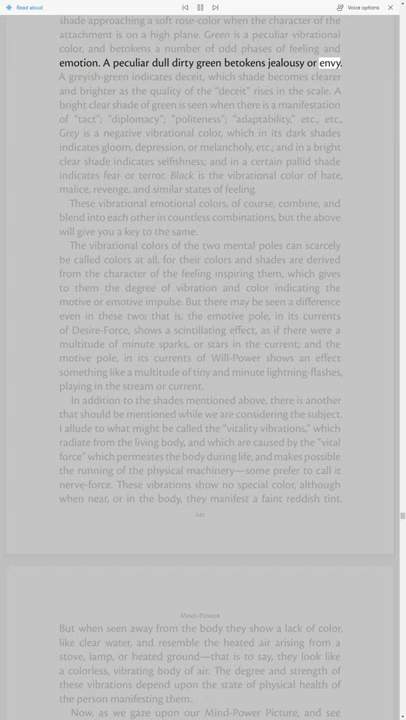 Read aloud
Voice options
shade approaching a soft rose-color when the character of the
attachment is on a high plane. Green is a peculiar vibrational
color, and betokens a number of odd phases of feeling and
emotion. A peculiar dull dirty green betokens jealousy or envy.
A greyish-green indicates deceit, which shade becomes clearer
and brighter as the quality of the "deceit" rises in the scale. A
bright clear shade of green is seen when there is a manifestation
of "tact"; "diplomacy"; "politeness"; "adaptability," etc., etc.,
Grey is a negative vibrational color, which in its dark shades
indicates gloom, depression, or melancholy, etc.; and in a bright
clear shade indicates selfishness; and in a certain pallid shade
indicates fear or terror. Black is the vibrational color of hate,
malice, revenge, and similar states of feeling.
These vibrational emotional colors, of course, combine, and
blend into each other in countless combinations, but the above
will give you a key to the same.
The vibrational colors of the two mental poles can scarcely
be called colors at all, for their colors and shades are derived
from the character of the feeling inspiring them, which gives
to them the degree of vibration and color indicating the
motive or emotive impulse. But there may be seen a difference
even in these two; that is, the emotive pole, in its currents
of Desire-Force, shows a scintillating effect, as if there were a
multitude of minute sparks, or stars in the current; and the
motive pole, in its currents of Will-Power shows an effect
something like a multitude of tiny and minute lightning-flashes,
playing in the stream or current.
In addition to the shades mentioned above, there is another
that should be mentioned while we are considering the subject.
I allude to what might be called the "vitality vibrations," which
radiate from the living body, and which are caused by the "vital
force" which permeates the body during life, and makes possible
the running of the physical machinery—some prefer to call it
nerve-force. These vibrations show no special color, although
when near, or in the body, they manifest a faint reddish tint.
Mind-Power
But when seen away from the body they show a lack of color,
like clear water, and resemble the heated air arising from a
stove, lamp, or heated ground—that is to say, they look like
a colorless, vibrating body of air. The degree and strength of
these vibrations depend upon the state of physical health of
the person manifesting them.
Now, as we gaze upon our Mind-Power Picture, and see